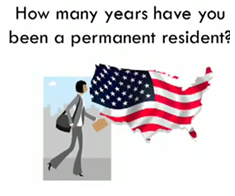 How many years have you
been a permanent resident?